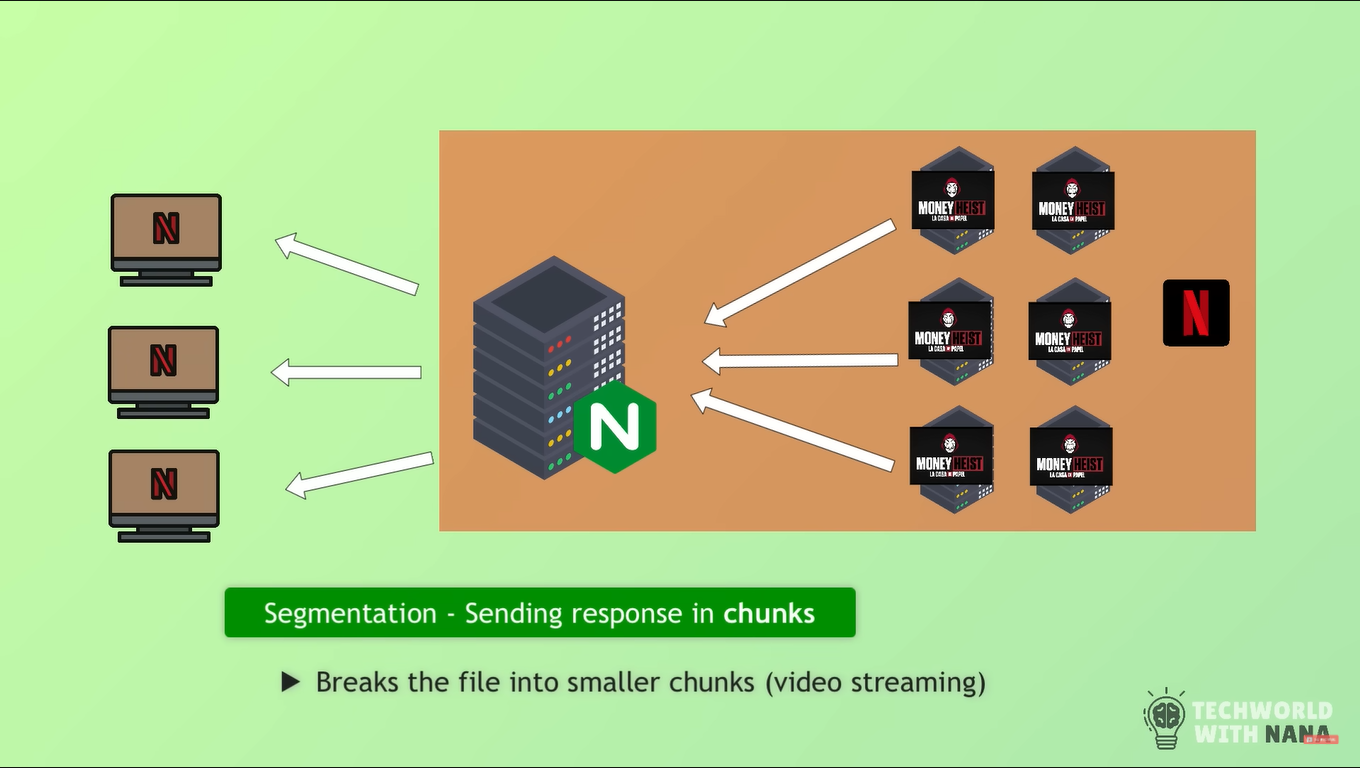 MONEY HEIST
LA CASA DE PAPEL
MONEY HEIST
LA CASA DE PAPEL
MONEY HEIST
LA CASA DE PAPEL
MONEY HEIST
LA CASA DE PAPEL
MONEY HEIST
LA CASA DE PAPEL
MONEY HEIST
LA CASA DE PAPEL
N
N
N
N
N
Segmentation - Sending response in chunks
Breaks the file into smaller chunks (video streaming)
TECHWORLD
WITH NANA